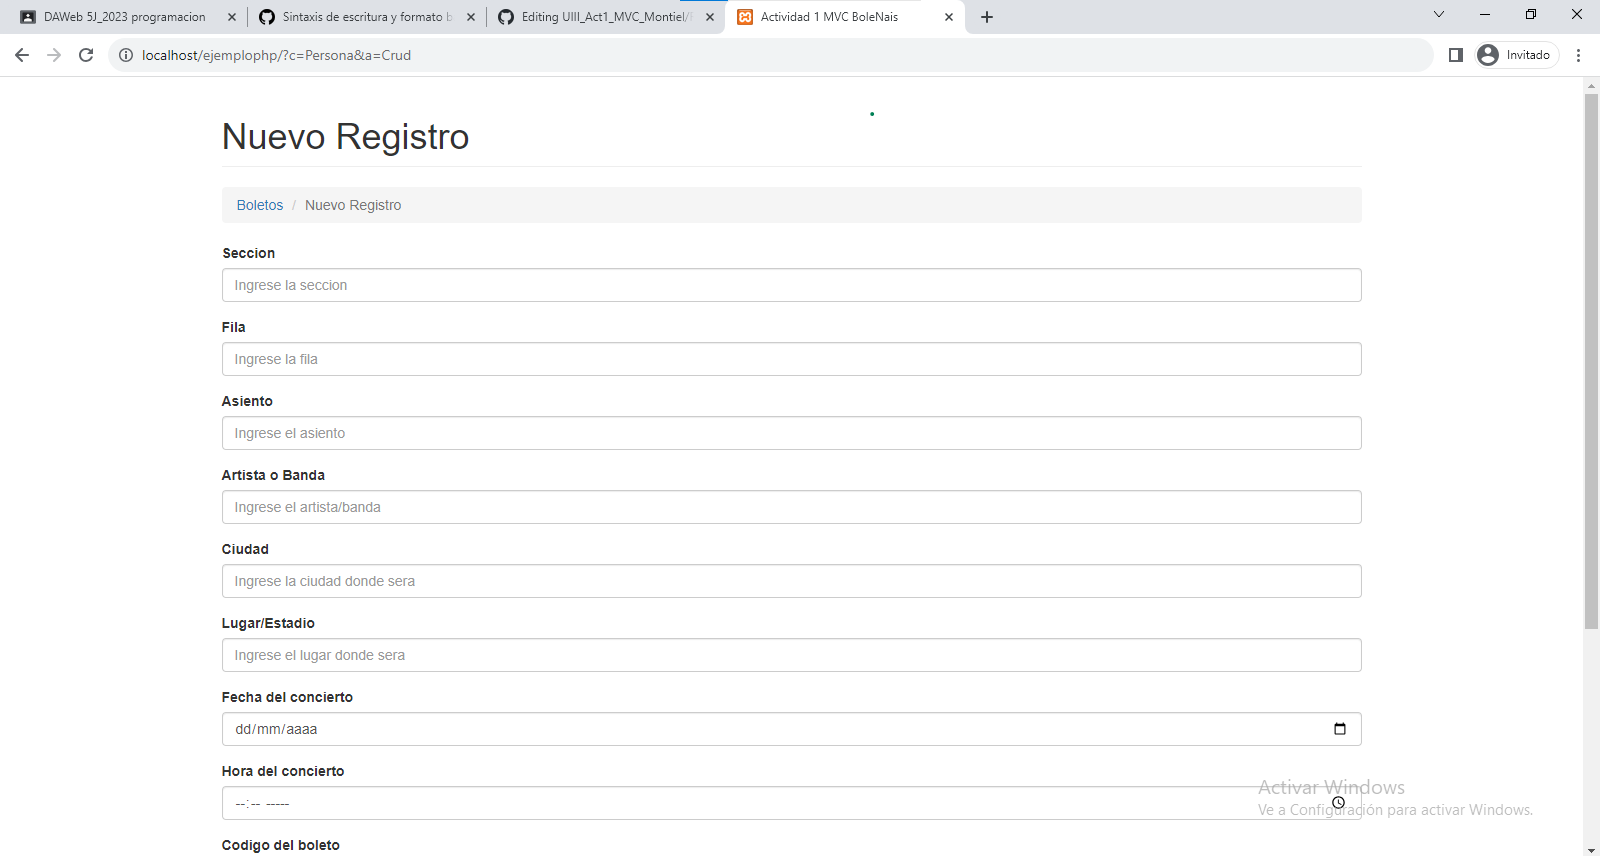 DAWeb 5J_2023 programacion
Sintaxis de escritura y formato b
Editing UIII_Act1_MVC_Montiel/
Actividad 1 MVC BoleNais
localhost/ejemplophp/?c=Persona&a=Crud
Invitado
Nuevo Registro
Boletos / Nuevo Registro
Seccion
Ingrese la seccion
Fila
Ingrese la fila
Asiento
Ingrese el asiento
Artista o Banda
Ingrese el artista/banda
Ciudad
Ingrese la ciudad donde sera
Lugar/Estadio
Ingrese el lugar donde sera
Fecha del concierto
dd/mm/aaaa
Hora del concierto
--:-- -----
Activar Windows
Ve a Configuración para activar Windows.
Codigo del boleto